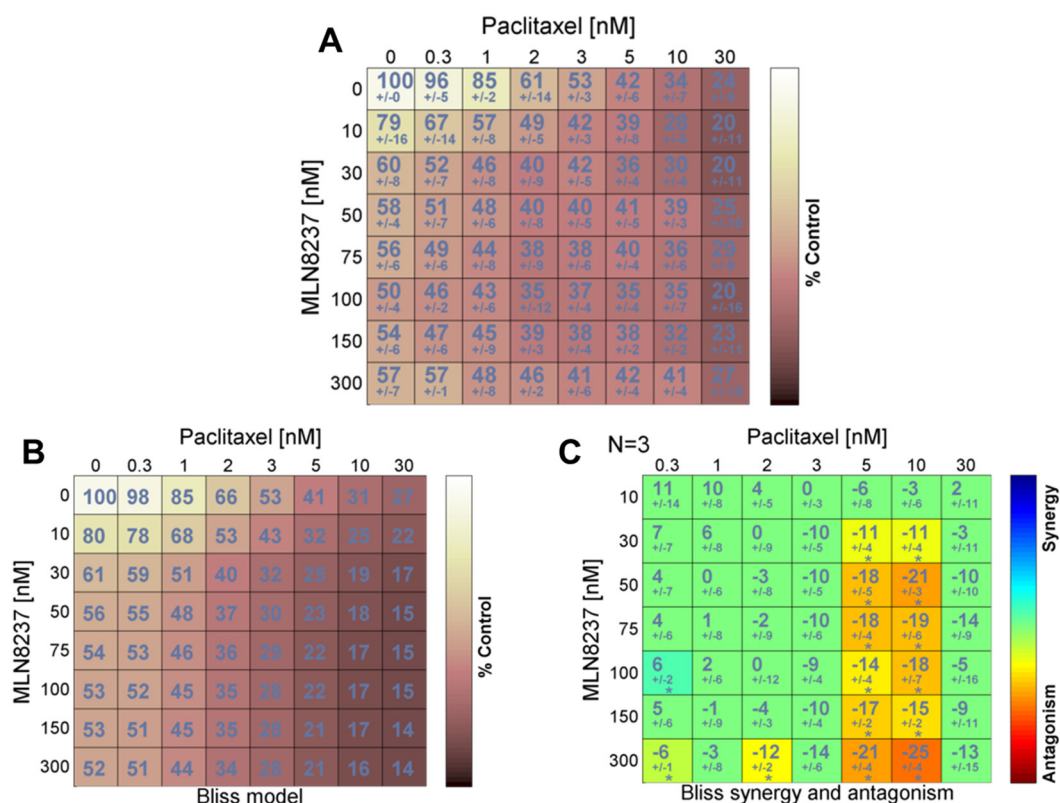 A
Paclitaxel [nM]
0 0.3 1 2 3 5 10 30
MLN8237 [nM]
0 100 96 85 61 53 42 34 24
+/-0 +/-5 +/-2 +/-14 +/-3 +/-6 +/-7
10 79 67 57 49 42 39 28 20
+/-16 +/-14 +/-8 +/-5 +/-3 +/-8 +/-6 +/-11
30 60 52 46 40 42 36 30 20
+/-8 +/-7 +/-8 +/-9 +/-5 +/-4 +/-4 +/-11
50 58 51 48 40 40 41 39 25
+/-4 +/-7 +/-6 +/-8 +/-5 +/-5 +/-3 +/-10
75 56 49 44 38 38 40 36 29
+/-6 +/-6 +/-8 +/-9 +/-6 +/-4 +/-6 +/-9
100 50 46 43 35 37 35 35 20
+/-4 +/-2 +/-6 +/-12 +/-4 +/-4 +/-7 +/-16
150 54 47 45 39 38 38 32 23
+/-6 +/-6 +/-9 +/-3 +/-4 +/-2 +/-2 +/-11
300 57 57 48 46 41 42 41 27
+/-7 +/-1 +/-8 +/-2 +/-6 +/-4 +/-4 +/-15
% Control
B
Paclitaxel [nM]
0 0.3 1 2 3 5 10 30
MLN8237 [nM]
0 100 98 85 66 53 41 31 27
10 80 78 68 53 43 32 25 22
30 61 59 51 40 32 25 19 17
50 56 55 48 37 30 23 18 15
75 54 53 46 36 29 22 17 15
100 53 52 45 35 28 22 17 15
150 53 51 45 35 28 21 17 14
300 52 51 44 34 28 21 16 14
Bliss model
% Control
C
N=3
Paclitaxel [nM]
0.3 1 2 3 5 10 30
MLN8237 [nM]
10 11 10 4 0 -6 -3 2
+/-14 +/-8 +/-5 +/-3 +/-8 +/-6 +/-11
30 7 6 0 -10 -11 -11 -3
+/-7 +/-8 +/-9 +/-5 +/-4 +/-4 +/-11
* *
50 4 0 -3 -10 -18 -21 -10
+/-7 +/-6 +/-8 +/-5 +/-5 +/-3 +/-10
* *
75 4 1 -2 -10 -18 -19 -14
+/-6 +/-8 +/-9 +/-6 +/-4 +/-6 +/-9
* *
100 6 2 0 -9 -14 -18 -5
+/-2 +/-6 +/-12 +/-4 +/-4 +/-7 +/-16
* * *
150 5 -1 -4 -10 -17 -15 -9
+/-6 +/-9 +/-3 +/-4 +/-2 +/-2 +/-11
* *
300 -6 -3 -12 -14 -21 -25 -13
+/-1 +/-8 +/-2 +/-6 +/-4 +/-4 +/-15
* * * *
Bliss synergy and antagonism
Synergy
Antagonism